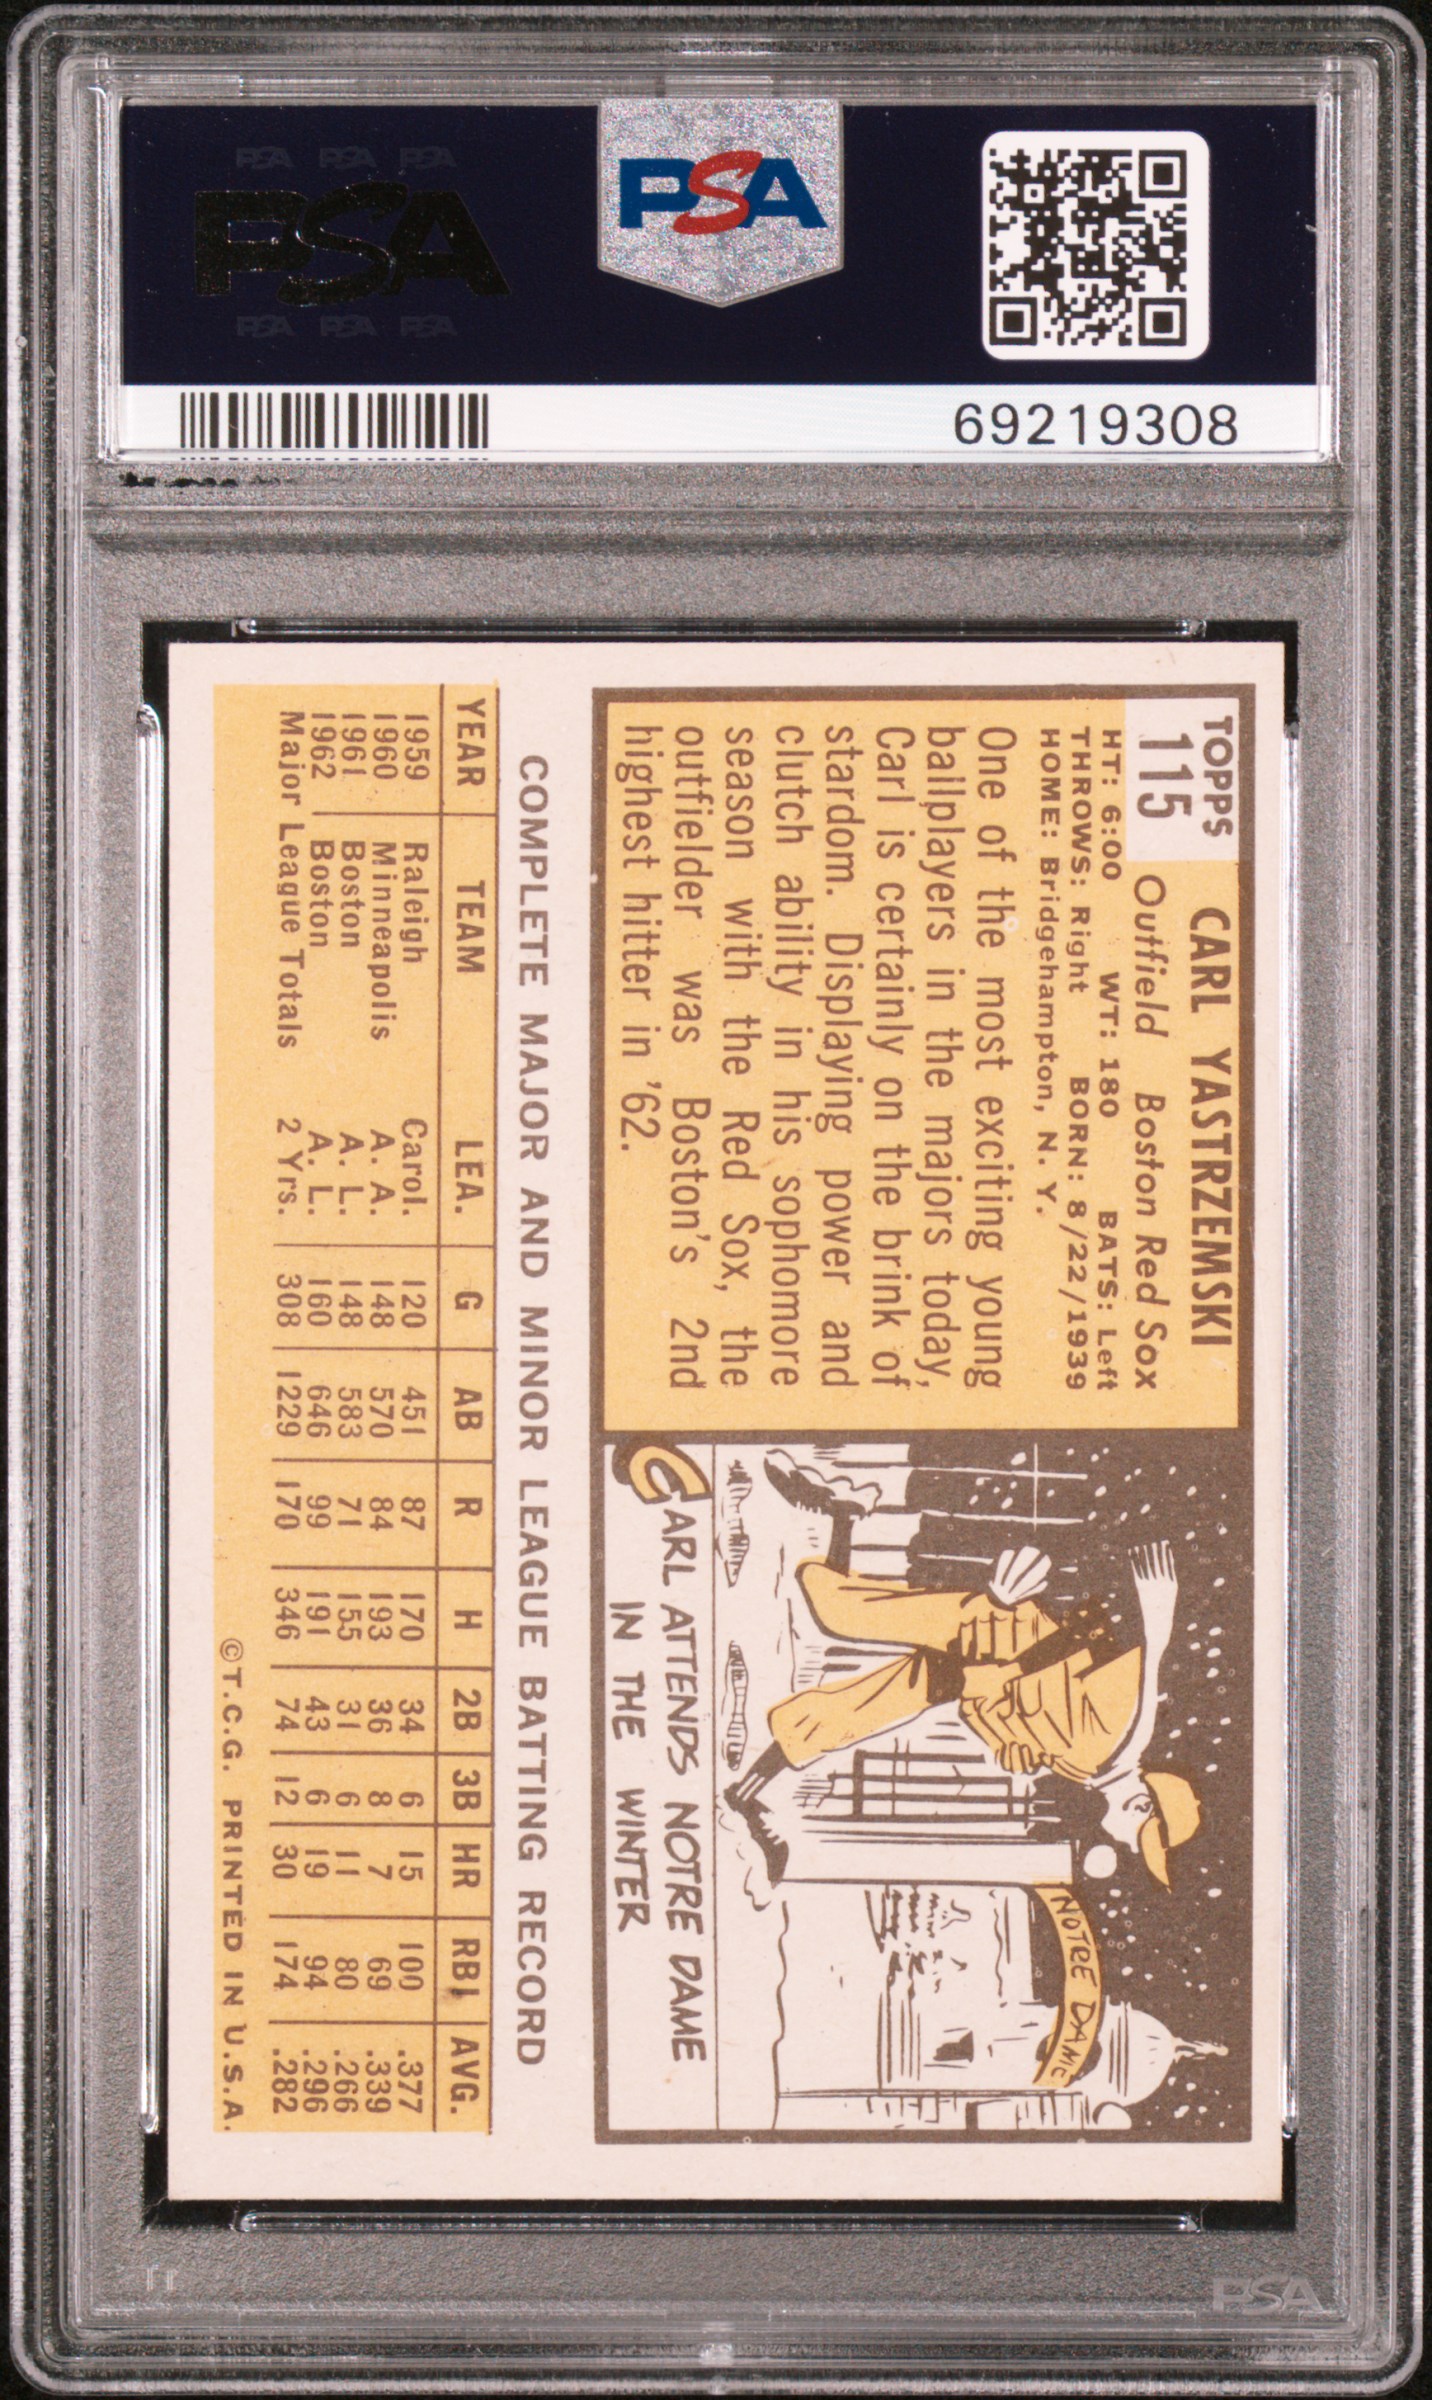 PSA PSA PSA
PSA
PSA PSA PSA
PSA
69219308
TOPPS
115
CARL YASTRZEMSKI
Outfield Boston Red Sox
HT: 6:00 WT: 180 BATS: Left
THROWS: Right BORN: 8/22/1939
HOME: Bridgehampton, N. Y.
One of the most exciting young
ballplayers in the majors today,
Carl is certainly on the brink of
stardom. Displaying power and
clutch ability in his sophomore
season with the Red Sox, the
outfielder was Boston's 2nd
highest hitter in '62.
NOTRE DAME
CARL ATTENDS NOTRE DAME
IN THE WINTER
COMPLETE MAJOR AND MINOR LEAGUE BATTING RECORD
YEAR TEAM LEA. G AB R H 2B 3B HR RBI AVG.
1959 Raleigh Carol. 120 451 87 170 34 6 15 100 .377
1960 Minneapolis A. A. 148 570 84 193 36 8 7 69 .339
1961 Boston A. L. 148 583 71 155 31 6 11 80 .266
1962 Boston A. L. 160 646 99 191 43 6 19 94 .296
Major League Totals 2 Yrs. 308 1229 170 346 74 12 30 174 .282
©T.C.G. PRINTED IN U.S.A.
PSA